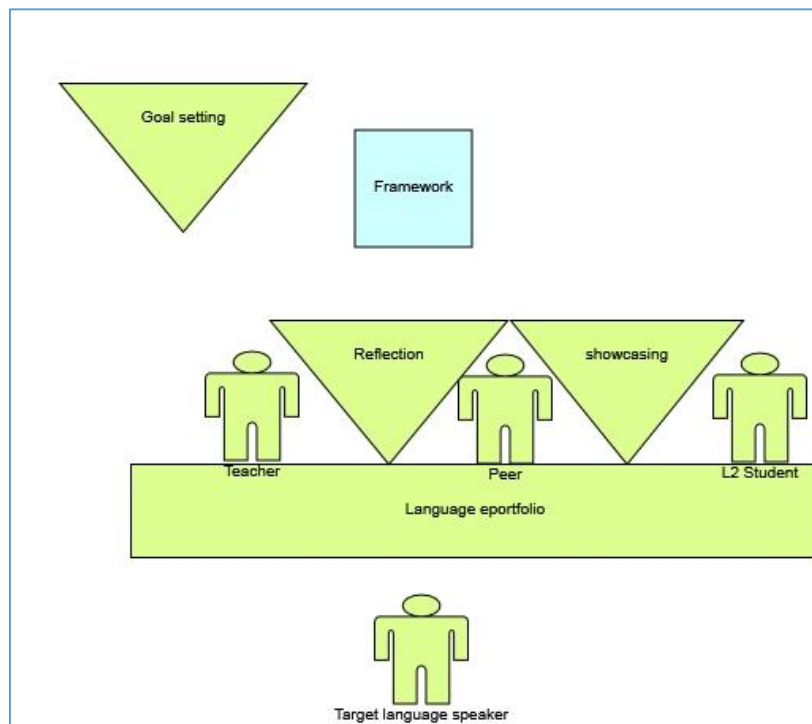 Goal setting
Framework
Reflection
showcasing
Teacher
Peer
L2 Student
Language eportfolio
Target language speaker